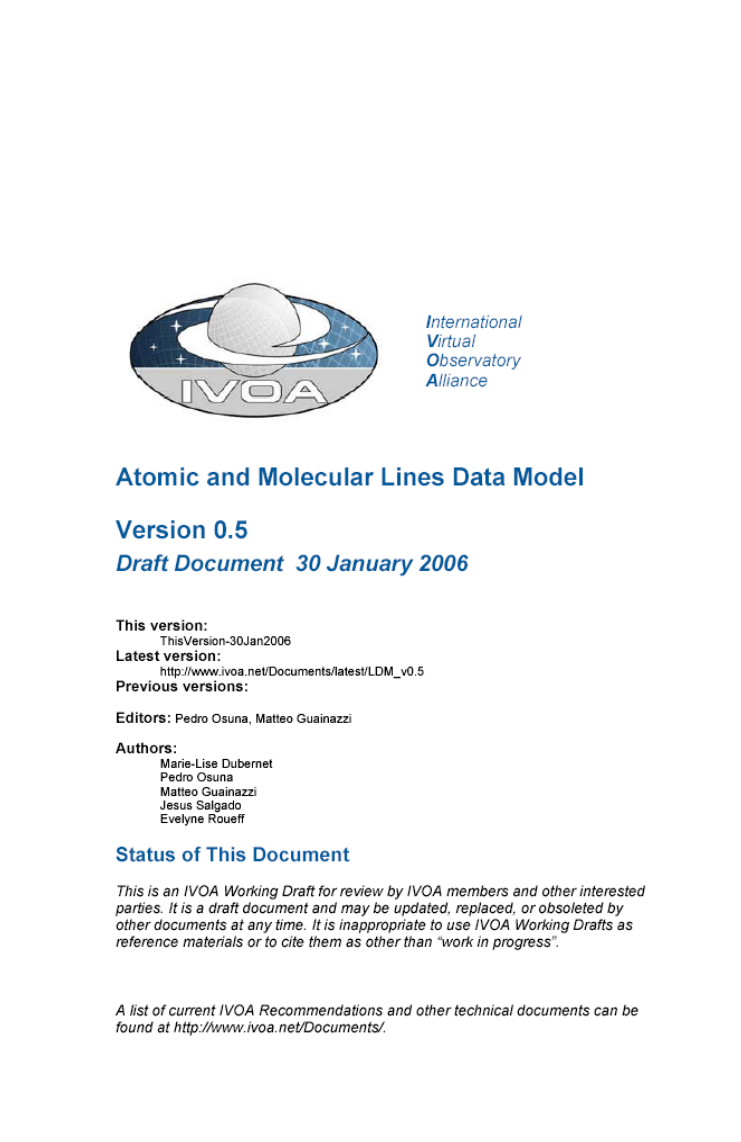 IVOA
International
Virtual
Observatory
Alliance
Atomic and Molecular Lines Data Model
Version 0.5
Draft Document 30 January 2006
This version:
ThisVersion-30Jan2006
Latest version:
http://www.ivoa.net/Documents/latest/LDM_v0.5
Previous versions:
Editors: Pedro Osuna, Matteo Guainazzi
Authors:
Marie-Lise Dubernet
Pedro Osuna
Matteo Guainazzi
Jesus Salgado
Evelyne Roueff
Status of This Document
This is an IVOA Working Draft for review by IVOA members and other interested
parties. It is a draft document and may be updated, replaced, or obsoleted by
other documents at any time. It is inappropriate to use IVOA Working Drafts as
reference materials or to cite them as other than “work in progress”.
A list of current IVOA Recommendations and other technical documents can be
found at http://www.ivoa.net/Documents/.